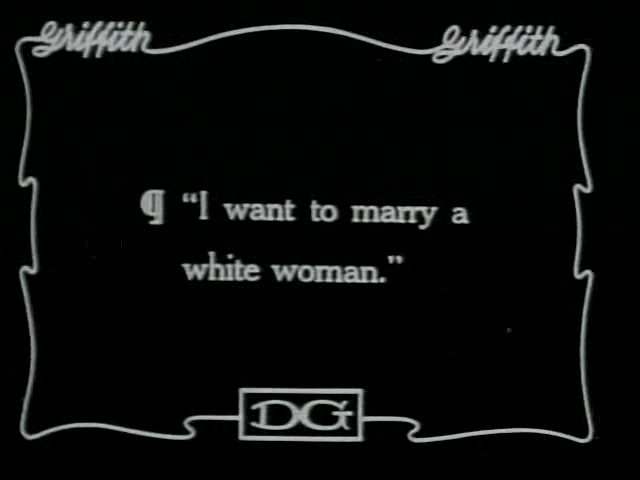 Griffith Griffith
¶ “I want to marry a
white woman.”
DG